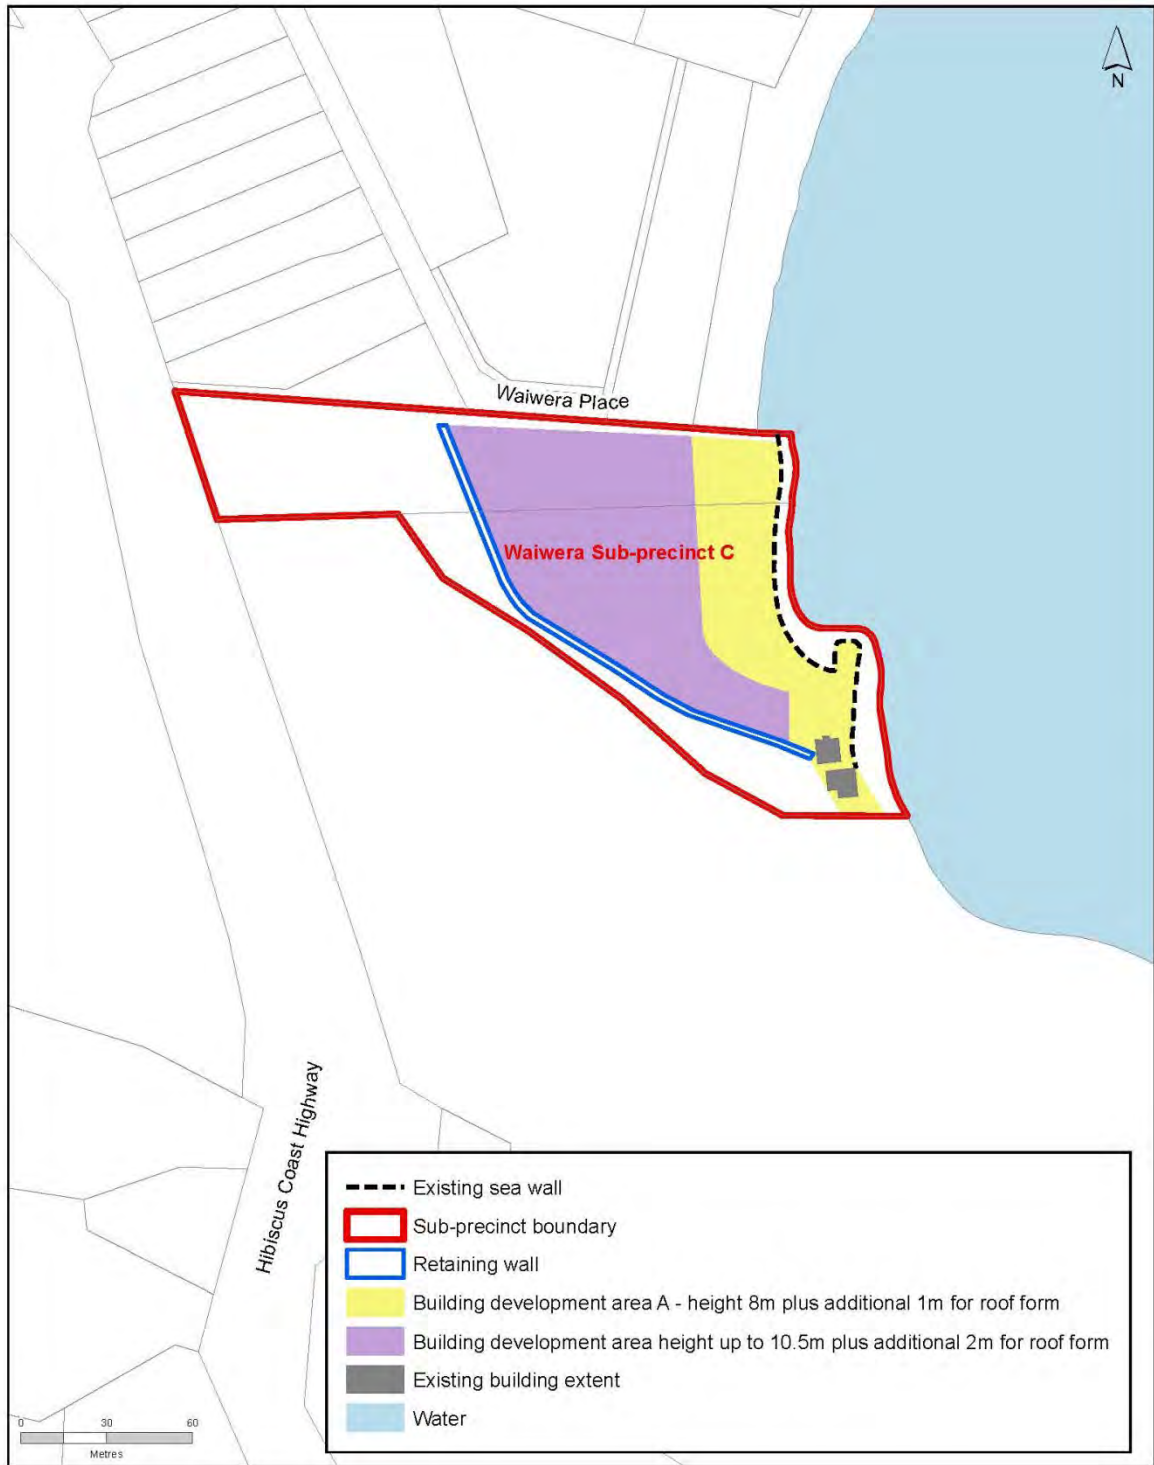 N
Waiwera Place
Waiwera Sub-precinct C
Hibiscus Coast Highway
Existing sea wall
Sub-precinct boundary
Retaining wall
Building development area A - height 8m plus additional 1m for roof form
Building development area height up to 10.5m plus additional 2m for roof form
Existing building extent
Water
0 30 60
Metres